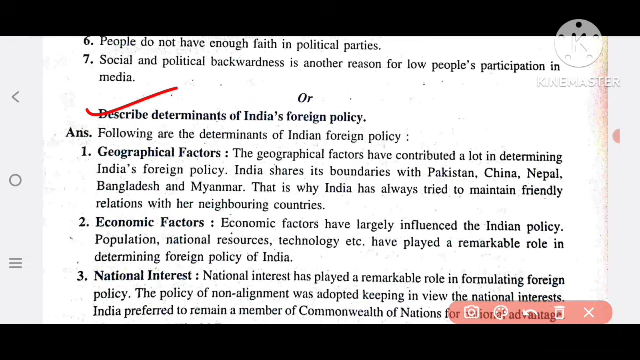 6. People do not have enough faith in political parties.
7. Social and political backwardness is another reason for low people's participation in
media.
KINEMASTER
Or
Describe determinants of India's foreign policy.
Ans. Following are the determinants of Indian foreign policy :
1. Geographical Factors : The geographical factors have contributed a lot in determining
India's foreign policy. India shares its boundaries with Pakistan, China, Nepal,
Bangladesh and Myanmar. That is why India has always tried to maintain friendly
relations with her neighbouring countries.
2. Economic Factors : Economic factors have largely influenced the Indian policy.
Population, national resources, technology etc. have played a remarkable role in
determining foreign policy of India.
3. National Interest : National interest has played a remarkable role in formulating foreign
policy. The policy of non-alignment was adopted keeping in view the national interests.
India preferred to remain a member of Commonwealth of Nations for advantage